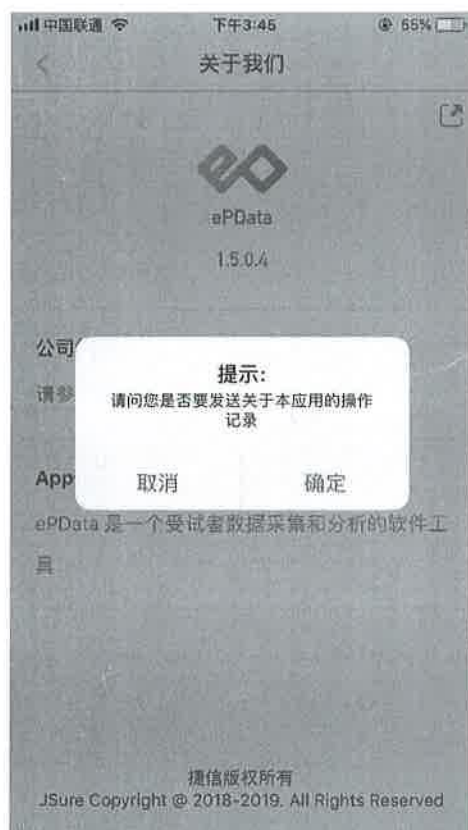 中国联通 下午3:45 65%
关于我们
ePData
1.5.0.4
公司
请参
提示:
请问您是否要发送关于本应用的操作
记录
取消 确定
App
ePData 是一个受试者数据采集和分析的软件工
具
捷信版权所有
JSure Copyright @ 2018-2019. All Rights Reserved